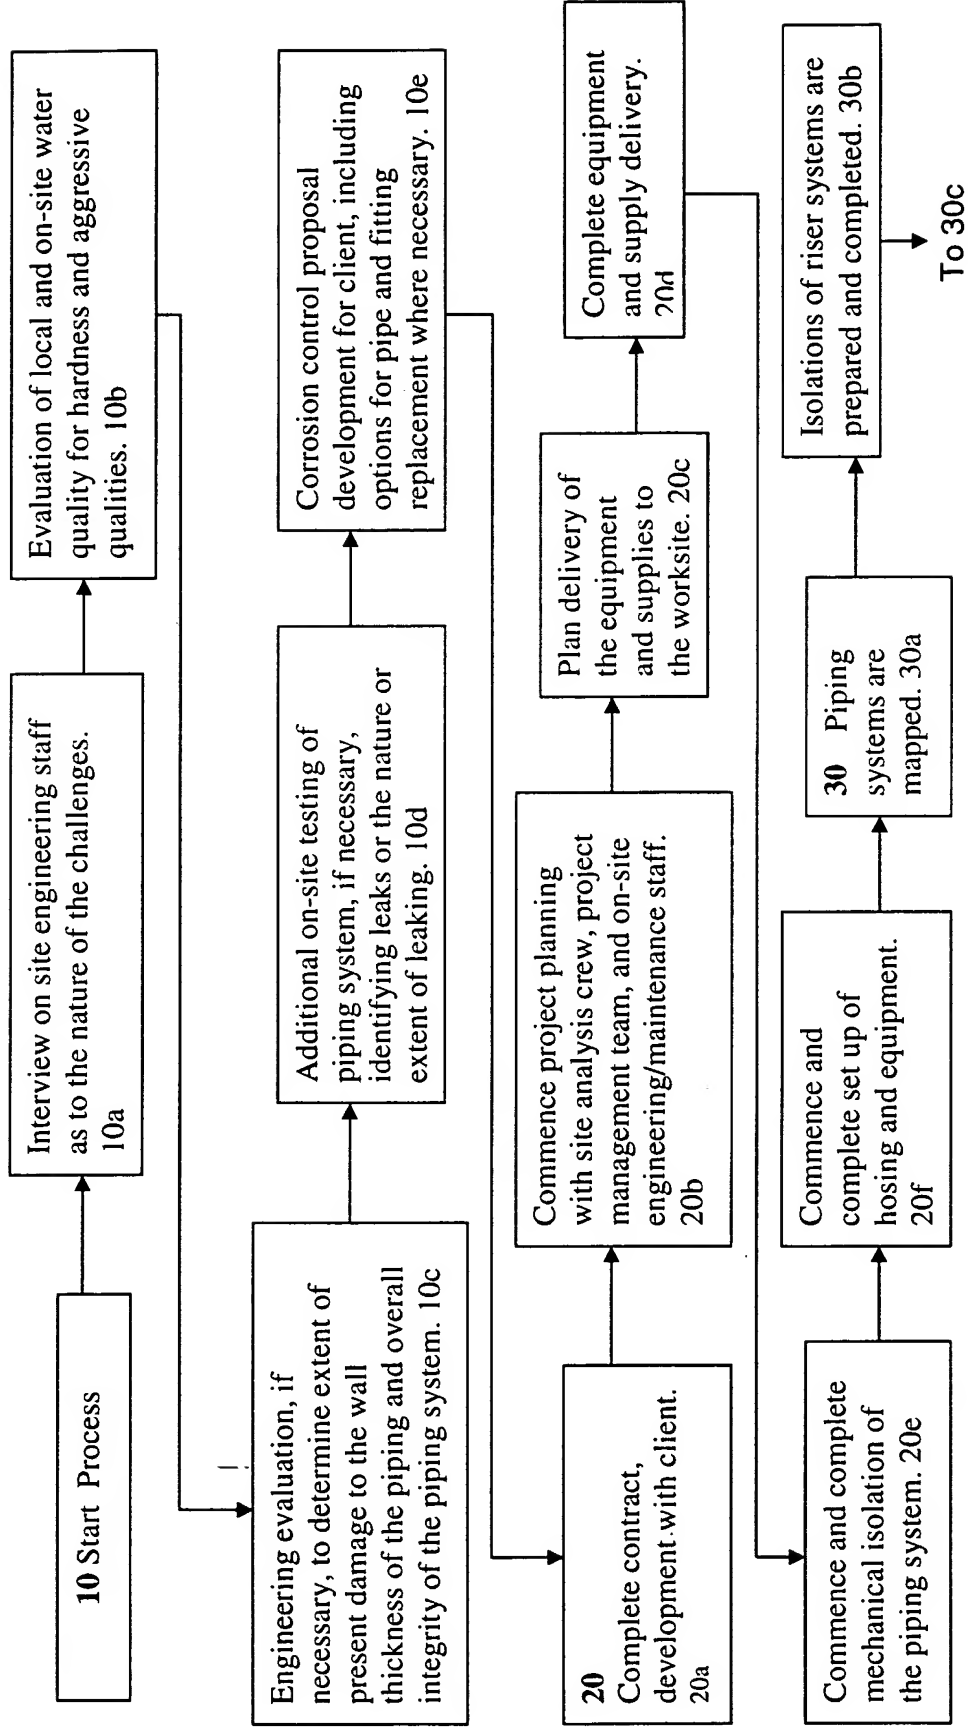 10 Start Process
Interview on site engineering staff
as to the nature of the challenges.
10a
Evaluation of local and on-site water
quality for hardness and aggressive
qualities. 10b
Engineering evaluation, if
necessary, to determine extent of
present damage to the wall
thickness of the piping and overall
integrity of the piping system. 10c
Additional on-site testing of
piping system, if necessary,
identifying leaks or the nature or
extent of leaking. 10d
Corrosion control proposal
development for client, including
options for pipe and fitting
replacement where necessary. 10e
20
Complete contract,
development with client.
20a
Commence project planning
with site analysis crew, project
management team, and on-site
engineering/maintenance staff.
20b
Plan delivery of
the equipment
and supplies to
the worksite. 20c
Complete equipment
and supply delivery.
20d
Commence and complete
mechanical isolation of
the piping system. 20e
Commence and
complete set up of
hosing and equipment.
20f
30 Piping
systems are
mapped. 30a
Isolations of riser systems are
prepared and completed. 30b
To 30c